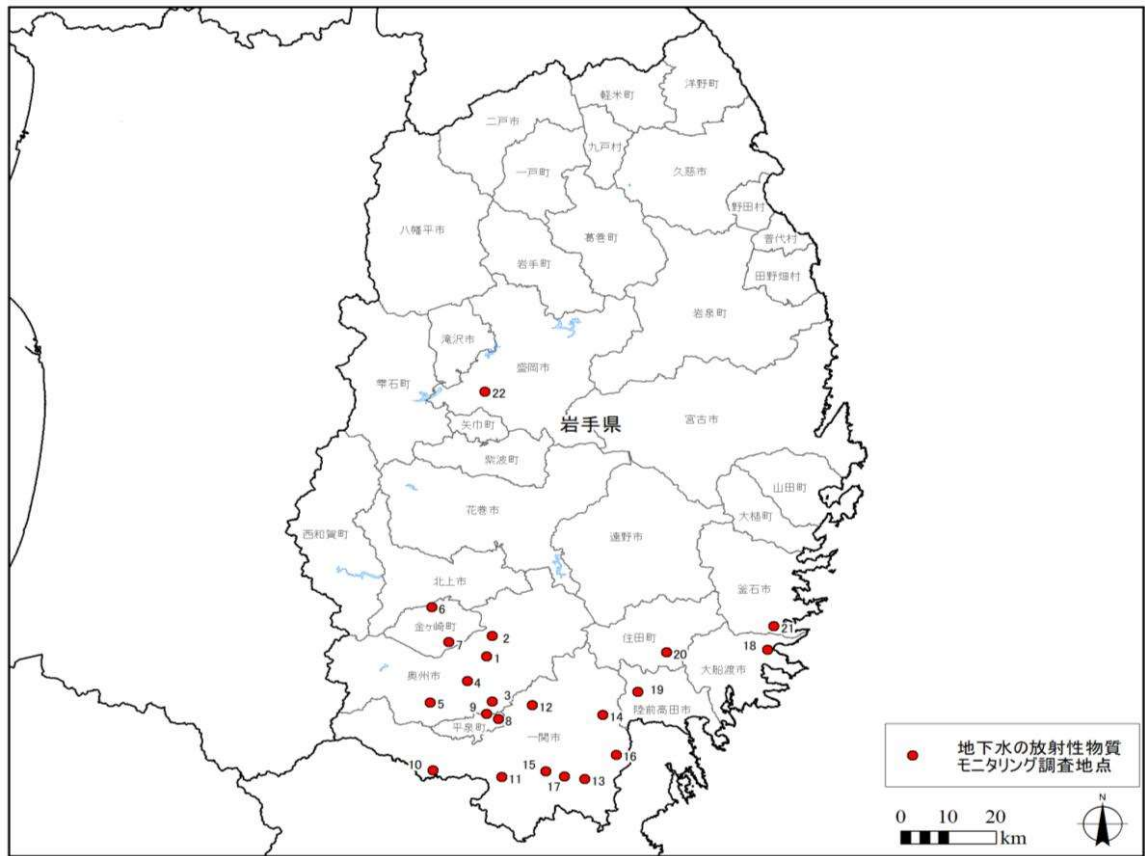 洋野町
軽米町
二戸市
九戸村
一戸町
久慈市
野田村
八幡平市
葛巻町
普代村
岩手町
田野畑村
岩泉町
滝沢市
盛岡市
雫石町
22
宮古市
矢巾町
岩手県
紫波町
山田町
花巻市
大槌町
西和賀町
遠野市
北上市
釜石市
6
金ヶ崎町
21
2
住田町
7
18
1
20
大船渡市
奥州市
4
19
3
5
12
陸前高田市
9
14
8
平泉町
一関市
16
10
15
11
17
13
地下水の放射性物質
モニタリング調査地点
N
0 10 20
km